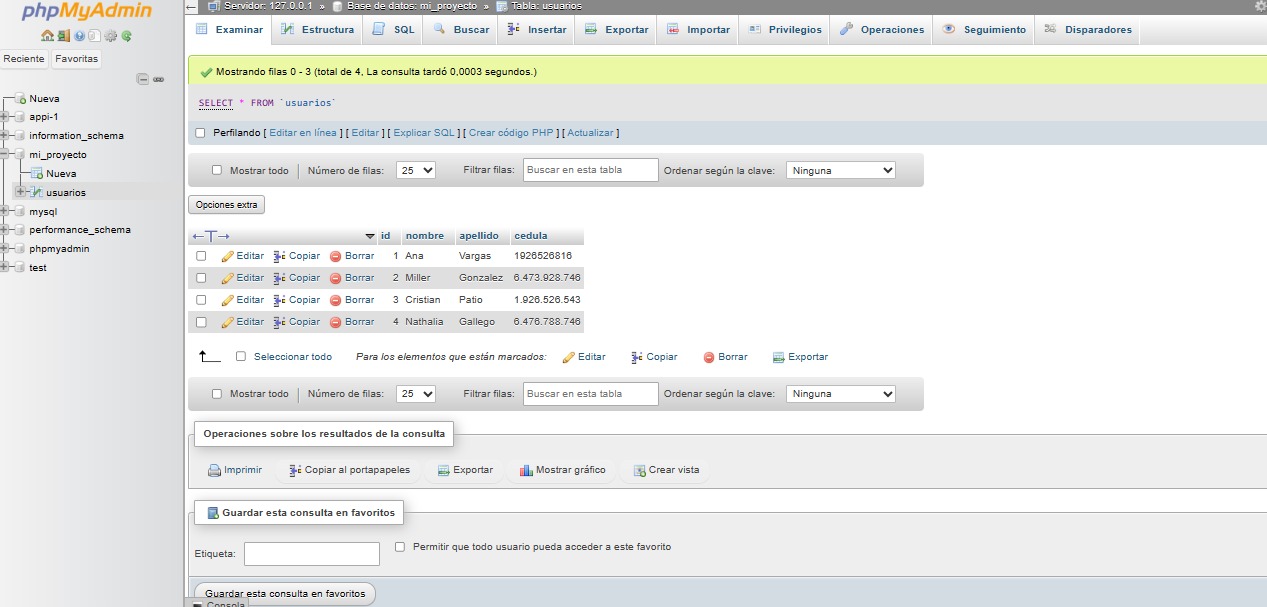 phpMyAdmin
Reciente Favoritas
Nueva
appi-1
information_schema
mi_proyecto
Nueva
usuarios
mysql
performance_schema
phpmyadmin
test
Servidor: 127.0.0.1 » Base de datos: mi_proyecto » Tabla: usuarios
Examinar Estructura SQL Buscar Insertar Exportar Importar Privilegios Operaciones Seguimiento Disparadores
Mostrando filas 0 - 3 (total de 4, La consulta tardó 0,0003 segundos.)
SELECT * FROM `usuarios`
Perfilando [ Editar en línea ] [ Editar ] [ Explicar SQL ] [ Crear código PHP ] [ Actualizar ]
Mostrar todo | Número de filas: 25 Filtrar filas: Buscar en esta tabla Ordenar según la clave: Ninguna
Opciones extra
←T→ id nombre apellido cedula
Editar Copiar Borrar 1 Ana Vargas 1926526816
Editar Copiar Borrar 2 Miller Gonzalez 6.473.928.746
Editar Copiar Borrar 3 Cristian Patio 1.926.526.543
Editar Copiar Borrar 4 Nathalia Gallego 6.476.788.746
Seleccionar todo Para los elementos que están marcados: Editar Copiar Borrar Exportar
Mostrar todo | Número de filas: 25 Filtrar filas: Buscar en esta tabla Ordenar según la clave: Ninguna
Operaciones sobre los resultados de la consulta
Imprimir Copiar al portapapeles Exportar Mostrar gráfico Crear vista
Guardar esta consulta en favoritos
Etiqueta: Permitir que todo usuario pueda acceder a este favorito
Guardar esta consulta en favoritos
Consola